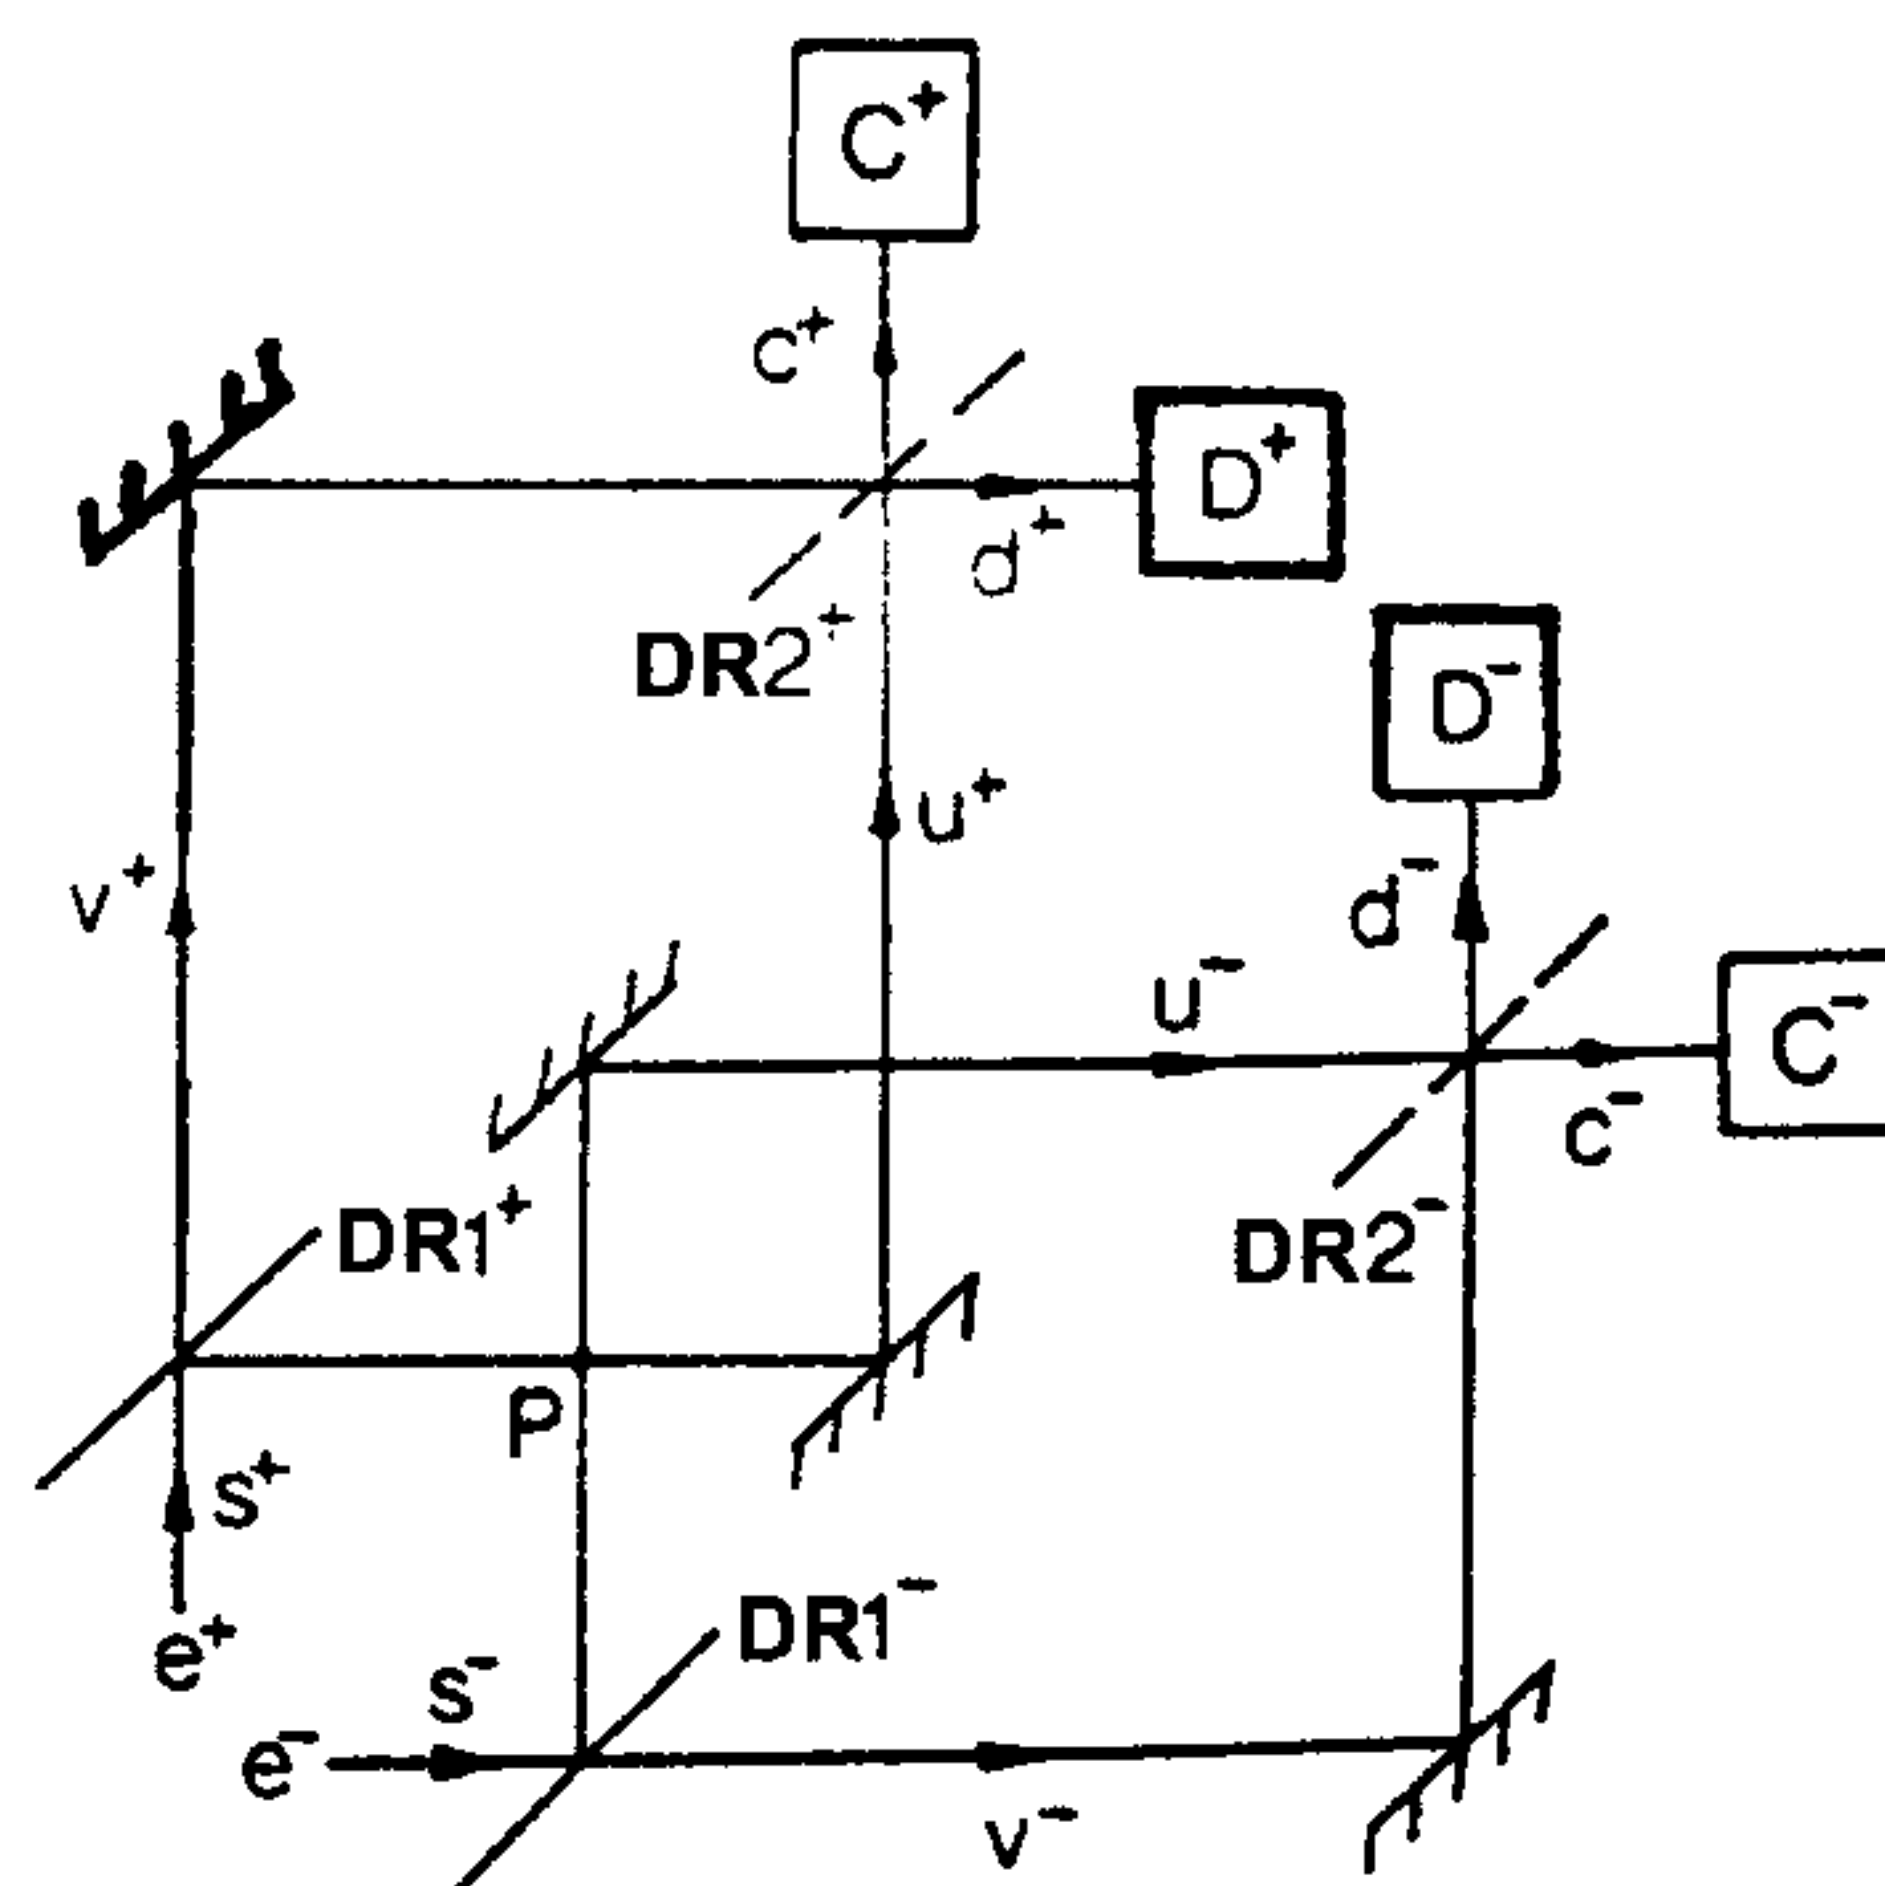 C⁺
c⁺
D⁺
d⁺
DR2⁺
D⁻
u⁺
d⁻
v⁺
u⁻
C⁻
c⁻
DR1⁺
DR2⁻
P
s⁺
e⁺
DR1⁻
s⁻
e⁻
v⁻